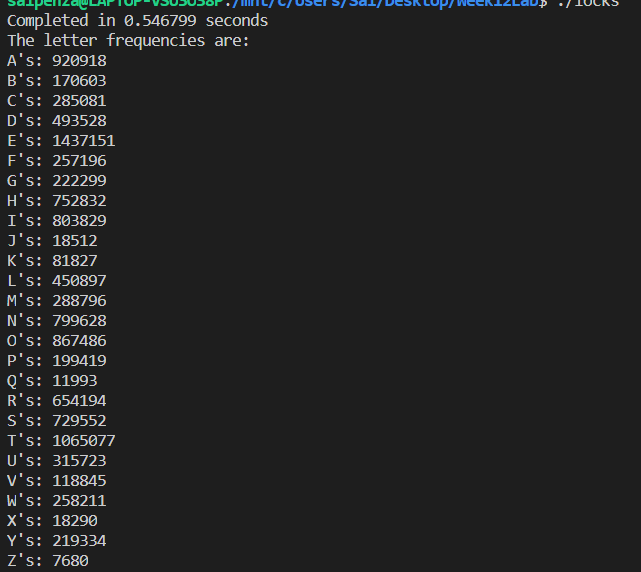 saipenza@LAPTOP-VSO5O38P:/mnt/c/Users/Sai/Desktop/Week12Lab$ ./locks
Completed in 0.546799 seconds
The letter frequencies are:
A's: 920918
B's: 170603
C's: 285081
D's: 493528
E's: 1437151
F's: 257196
G's: 222299
H's: 752832
I's: 803829
J's: 18512
K's: 81827
L's: 450897
M's: 288796
N's: 799628
O's: 867486
P's: 199419
Q's: 11993
R's: 654194
S's: 729552
T's: 1065077
U's: 315723
V's: 118845
W's: 258211
X's: 18290
Y's: 219334
Z's: 7680